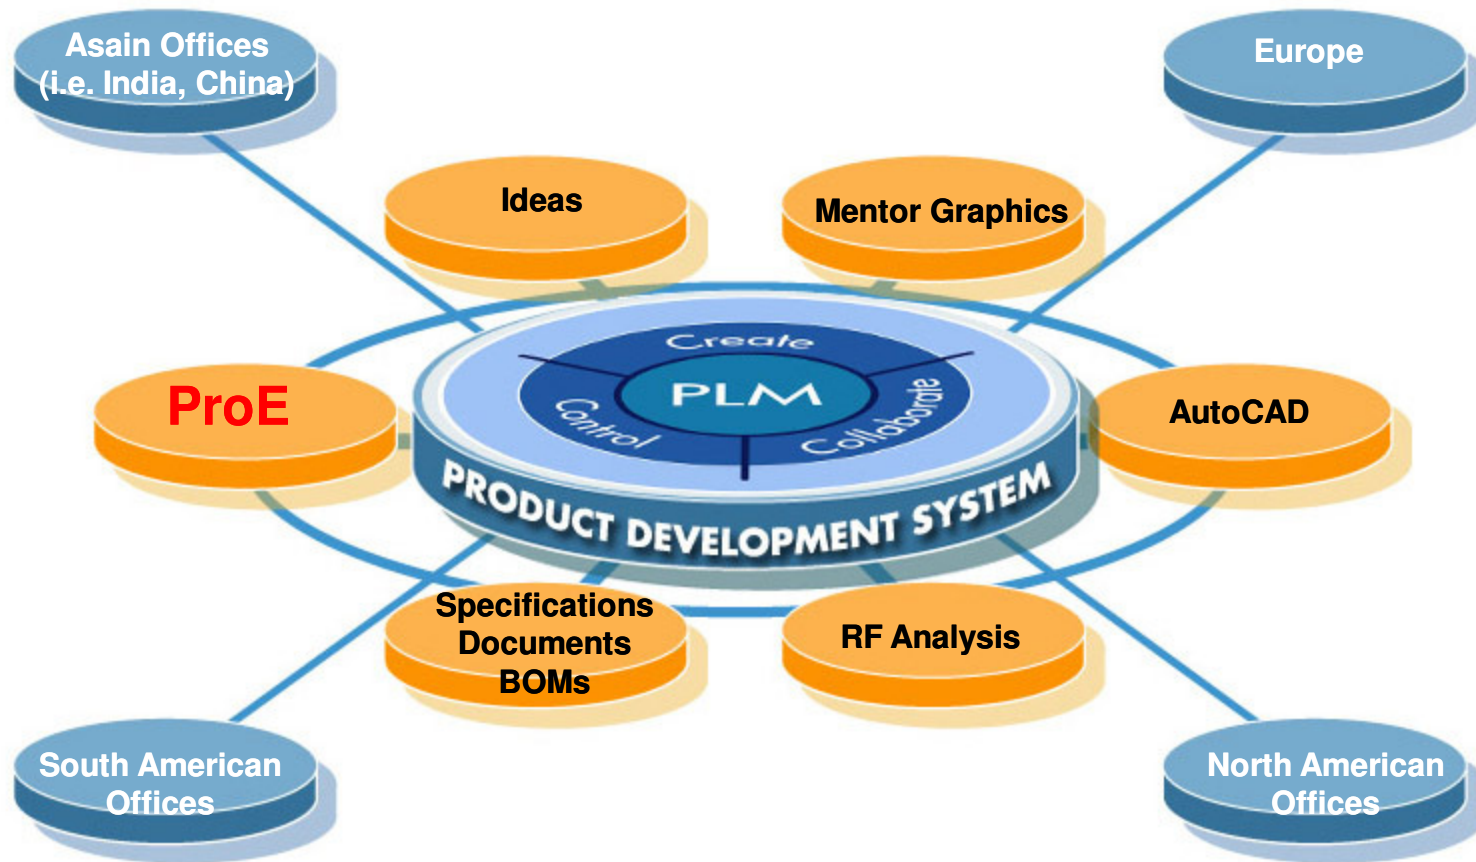 Asain Offices
(i.e. India, China)
Europe
Ideas
Mentor Graphics
Create
PLM
Control
Collaborate
ProE
AutoCAD
PRODUCT DEVELOPMENT SYSTEM
Specifications
Documents
BOMs
RF Analysis
South American
Offices
North American
Offices